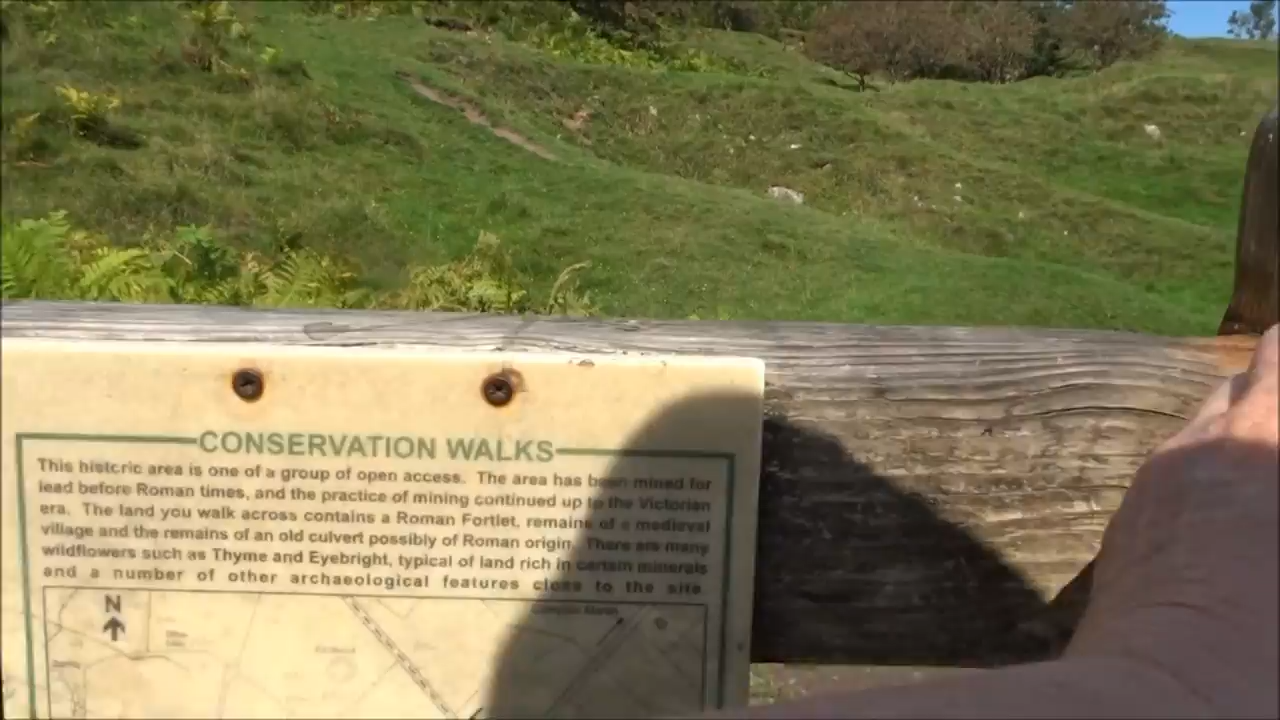 CONSERVATION WALKS
This historic area is one of a group of open access. The area has been mined for
lead before Roman times, and the practice of mining continued up to the Victorian
era. The land you walk across contains a Roman Fortlet, remains of a medieval
village and the remains of an old culvert possibly of Roman origin. There are many
wildflowers such as Thyme and Eyebright, typical of land rich in certain minerals
and a number of other archaeological features close to the site
N